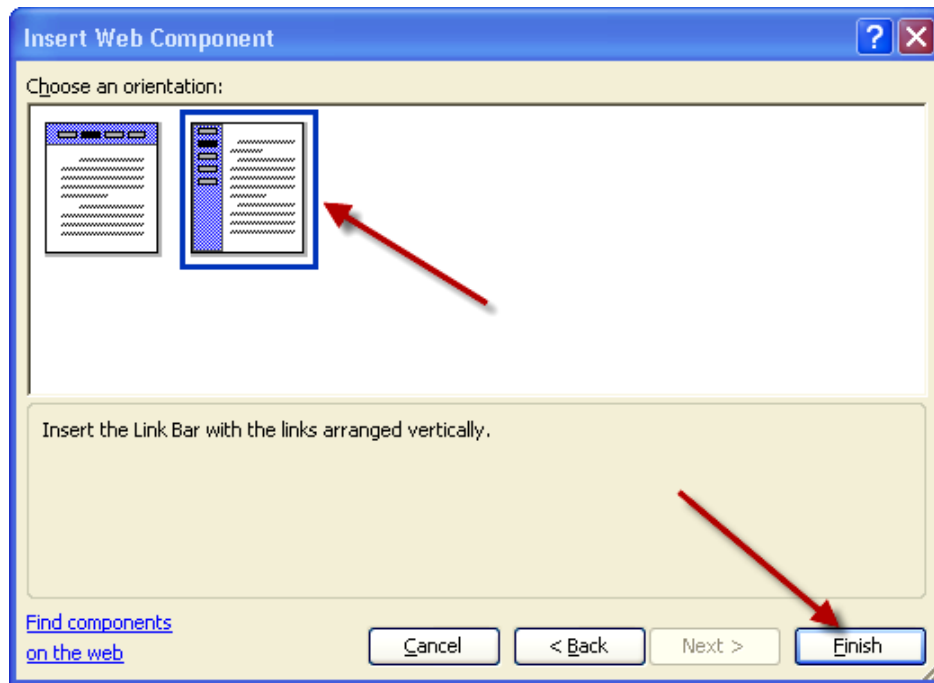 Insert Web Component
Choose an orientation:
Insert the Link Bar with the links arranged vertically.
Find components
on the web
Cancel
< Back
Next >
Finish